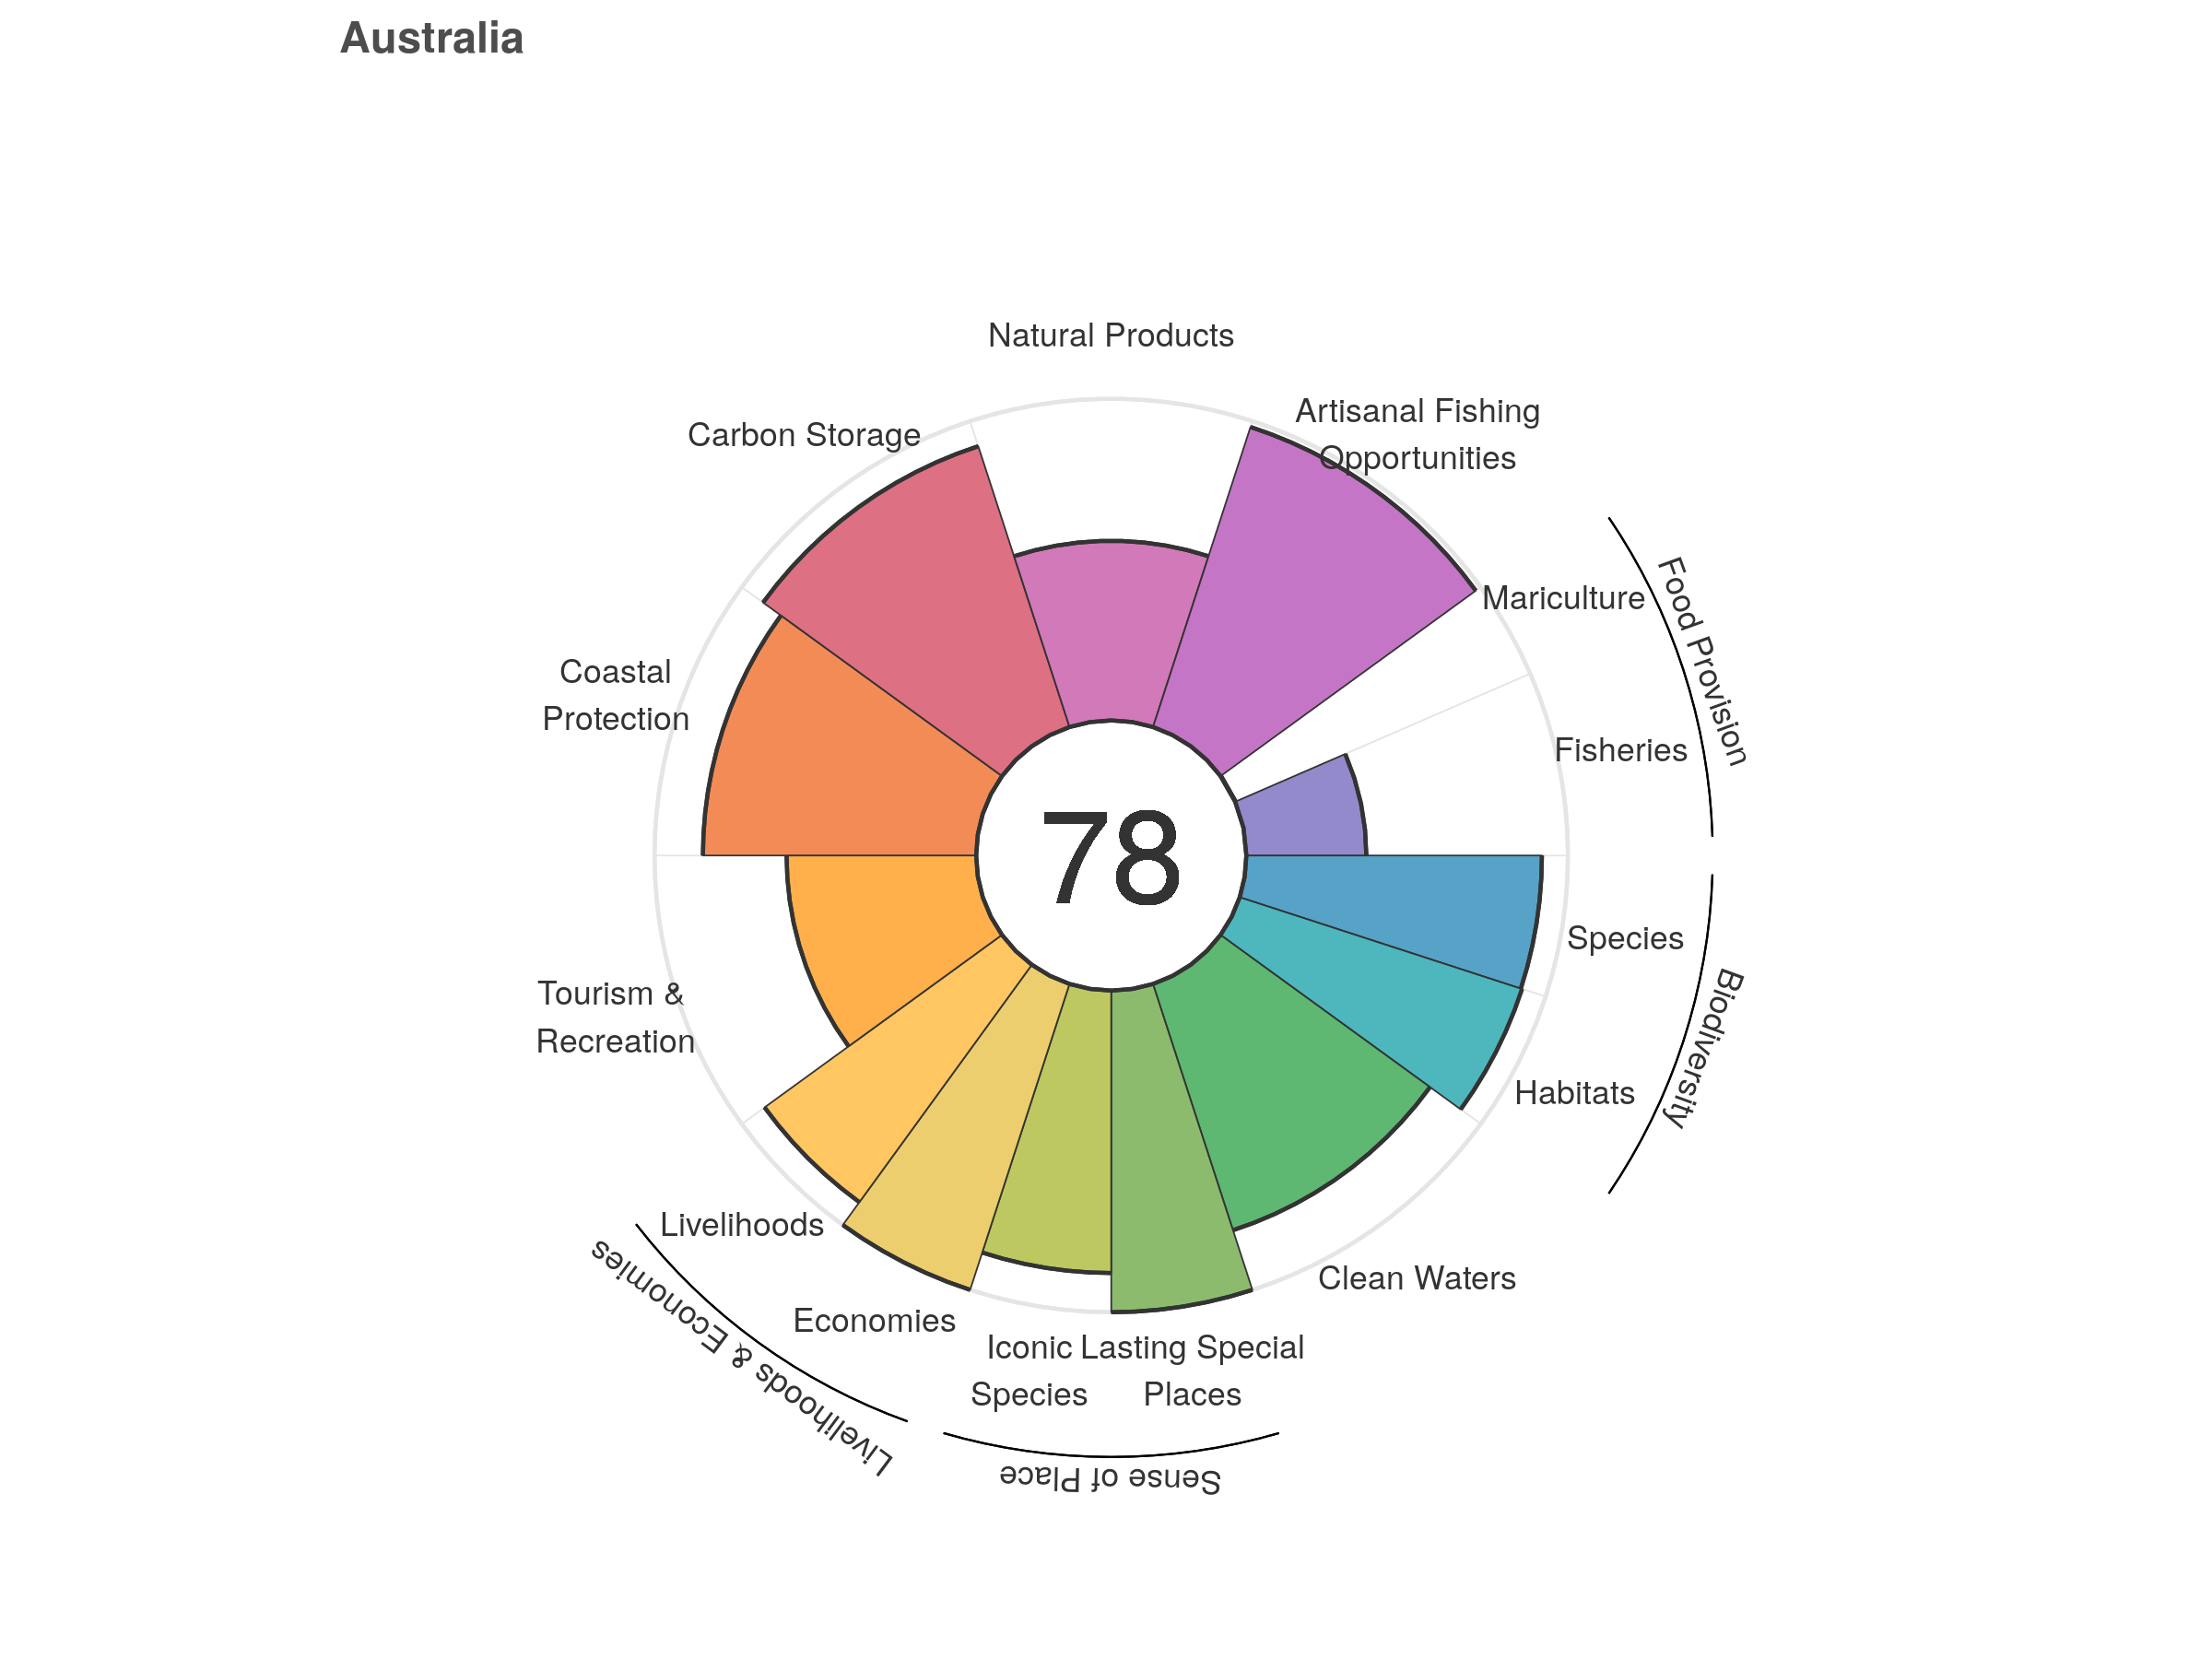 Australia
Natural Products
Artisanal Fishing
Opportunities
Carbon Storage
Mariculture
Food Provision
Coastal
Protection
Fisheries
78
Species
Biodiversity
Tourism &
Recreation
Habitats
Livelihoods
Clean Waters
Economies
Livelihoods & Economies
Iconic
Species
Lasting Special
Places
Sense of Place